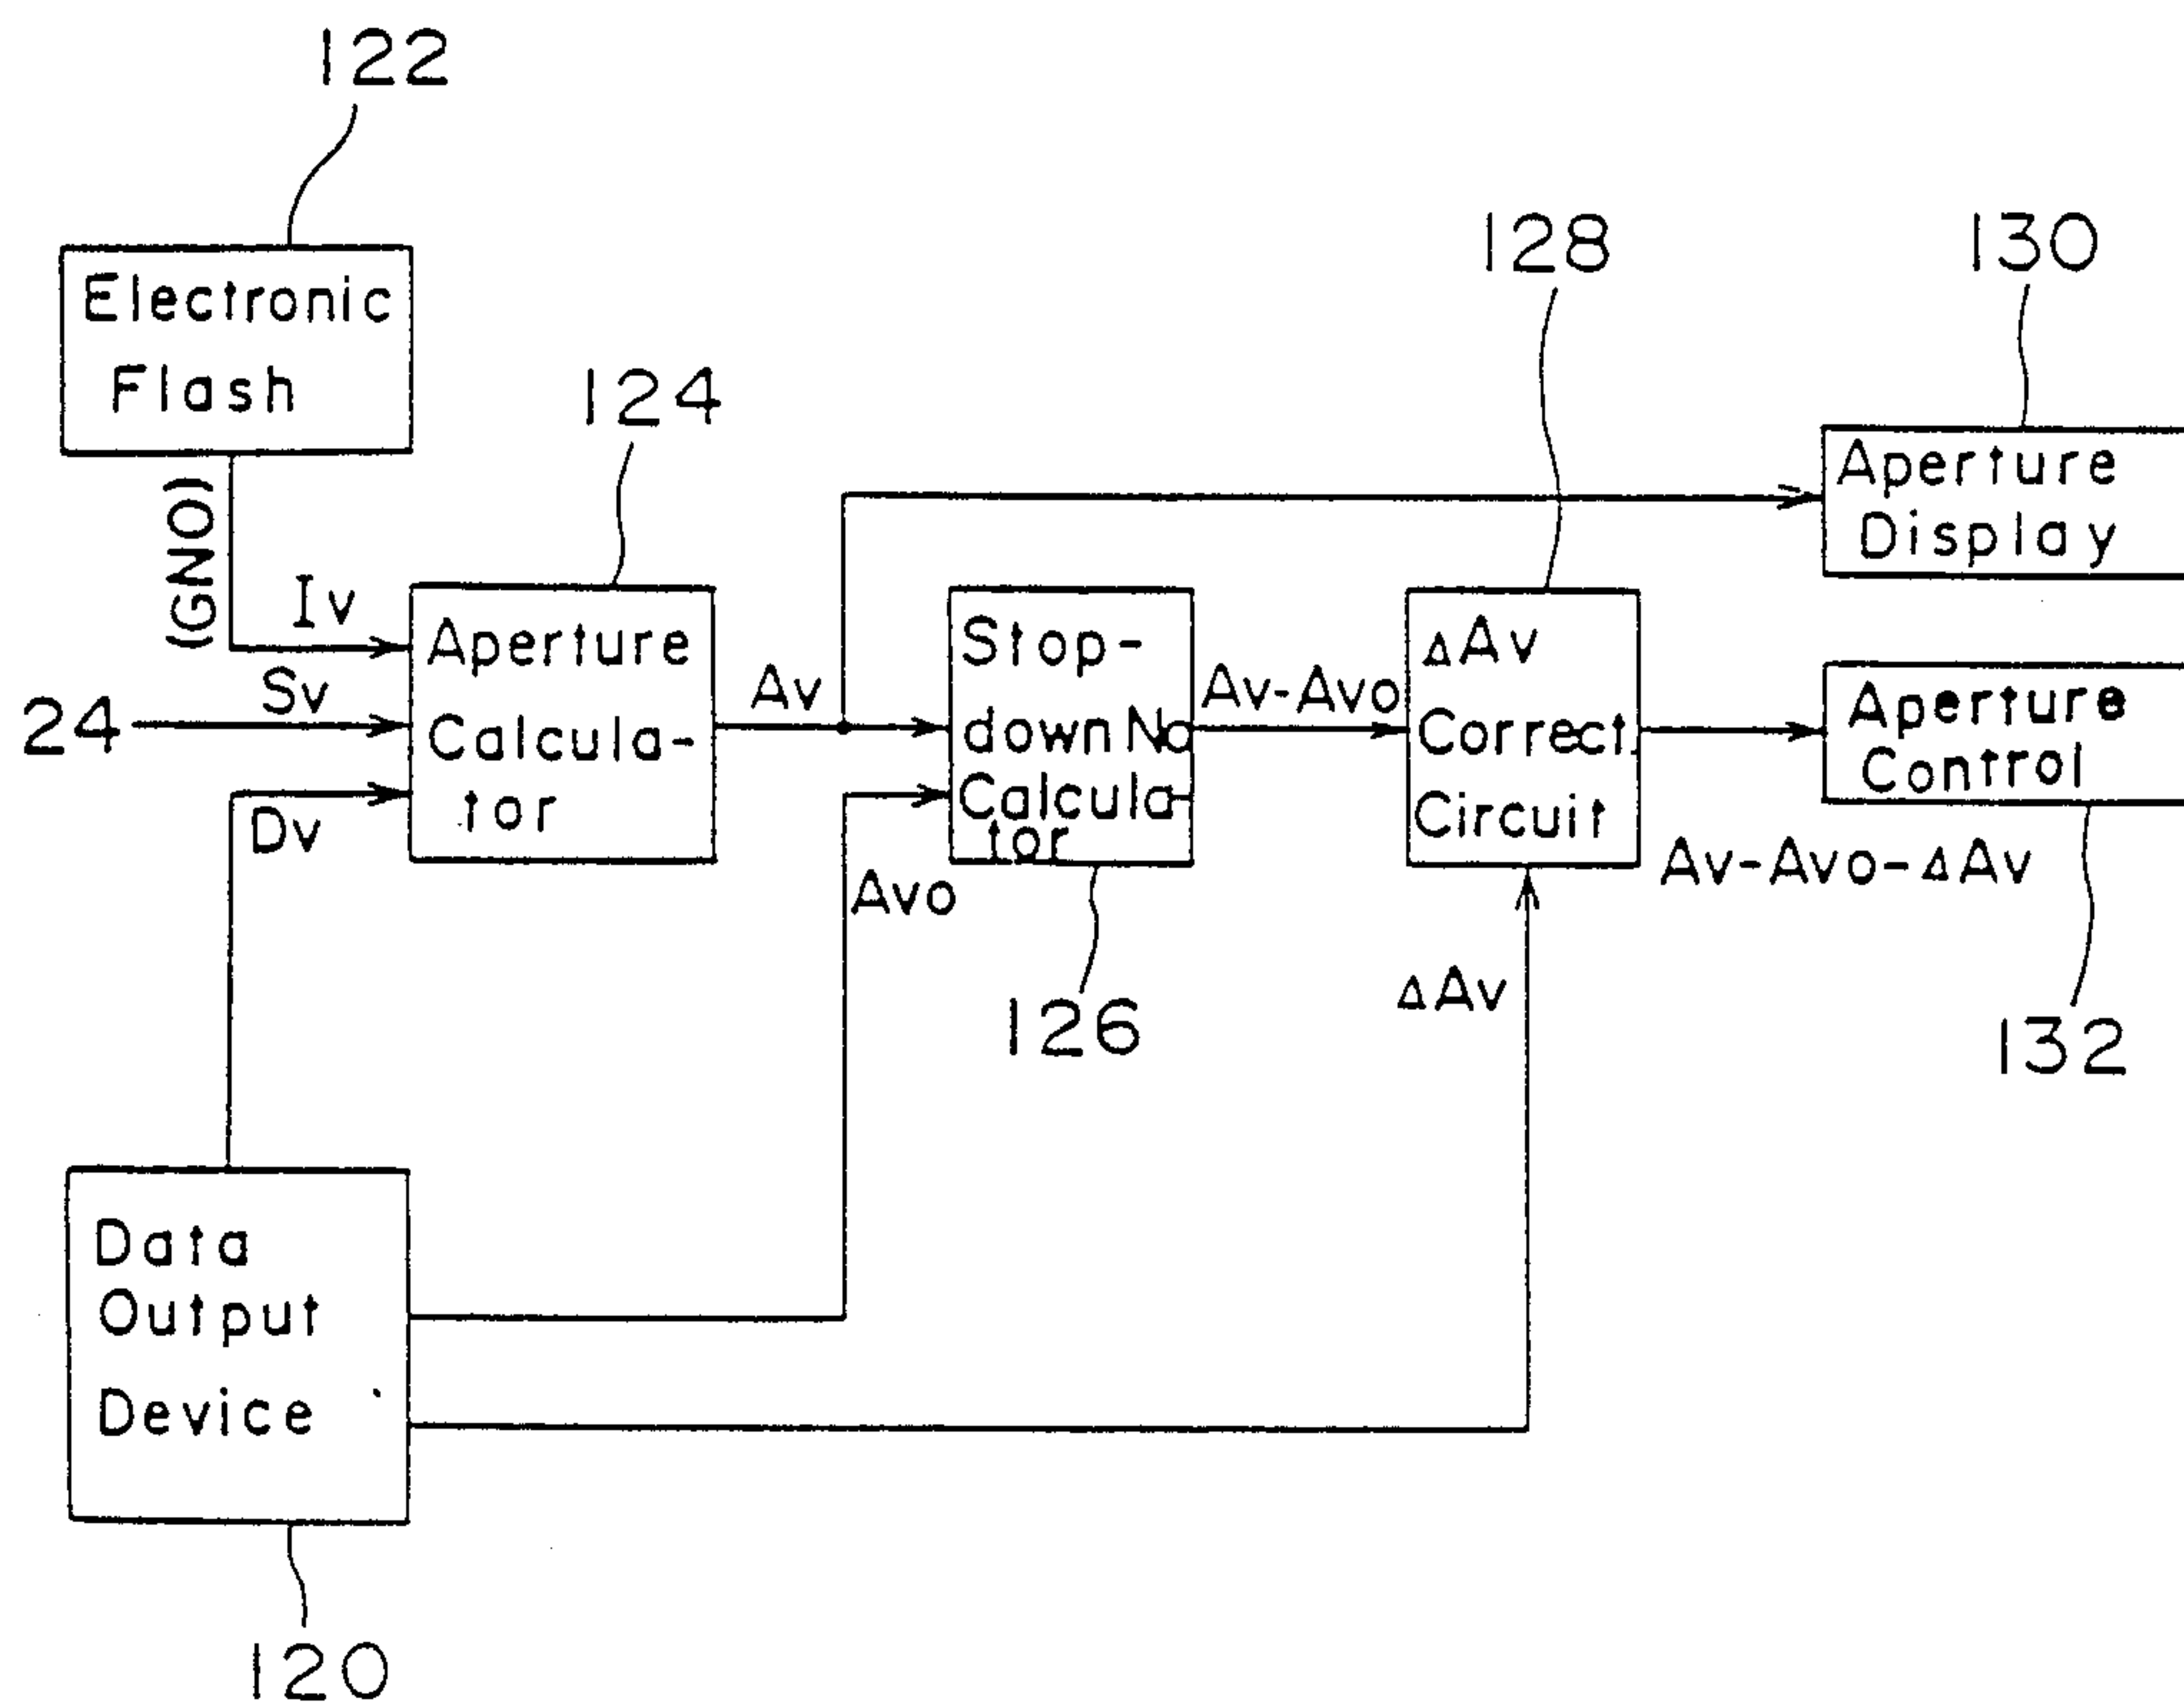 122
Electronic
Flash
(GNO)
Iv
Sv
24
Dv
124
Aperture
Calcula-
tor
Av
Stop-
down No
Calcula-
tor
Avo
126
Av-Avo
128
ΔAv
Correct.
Circuit
ΔAv
130
Aperture
Display
Aperture
Control
Av-Avo-ΔAv
132
Data
Output
Device
120